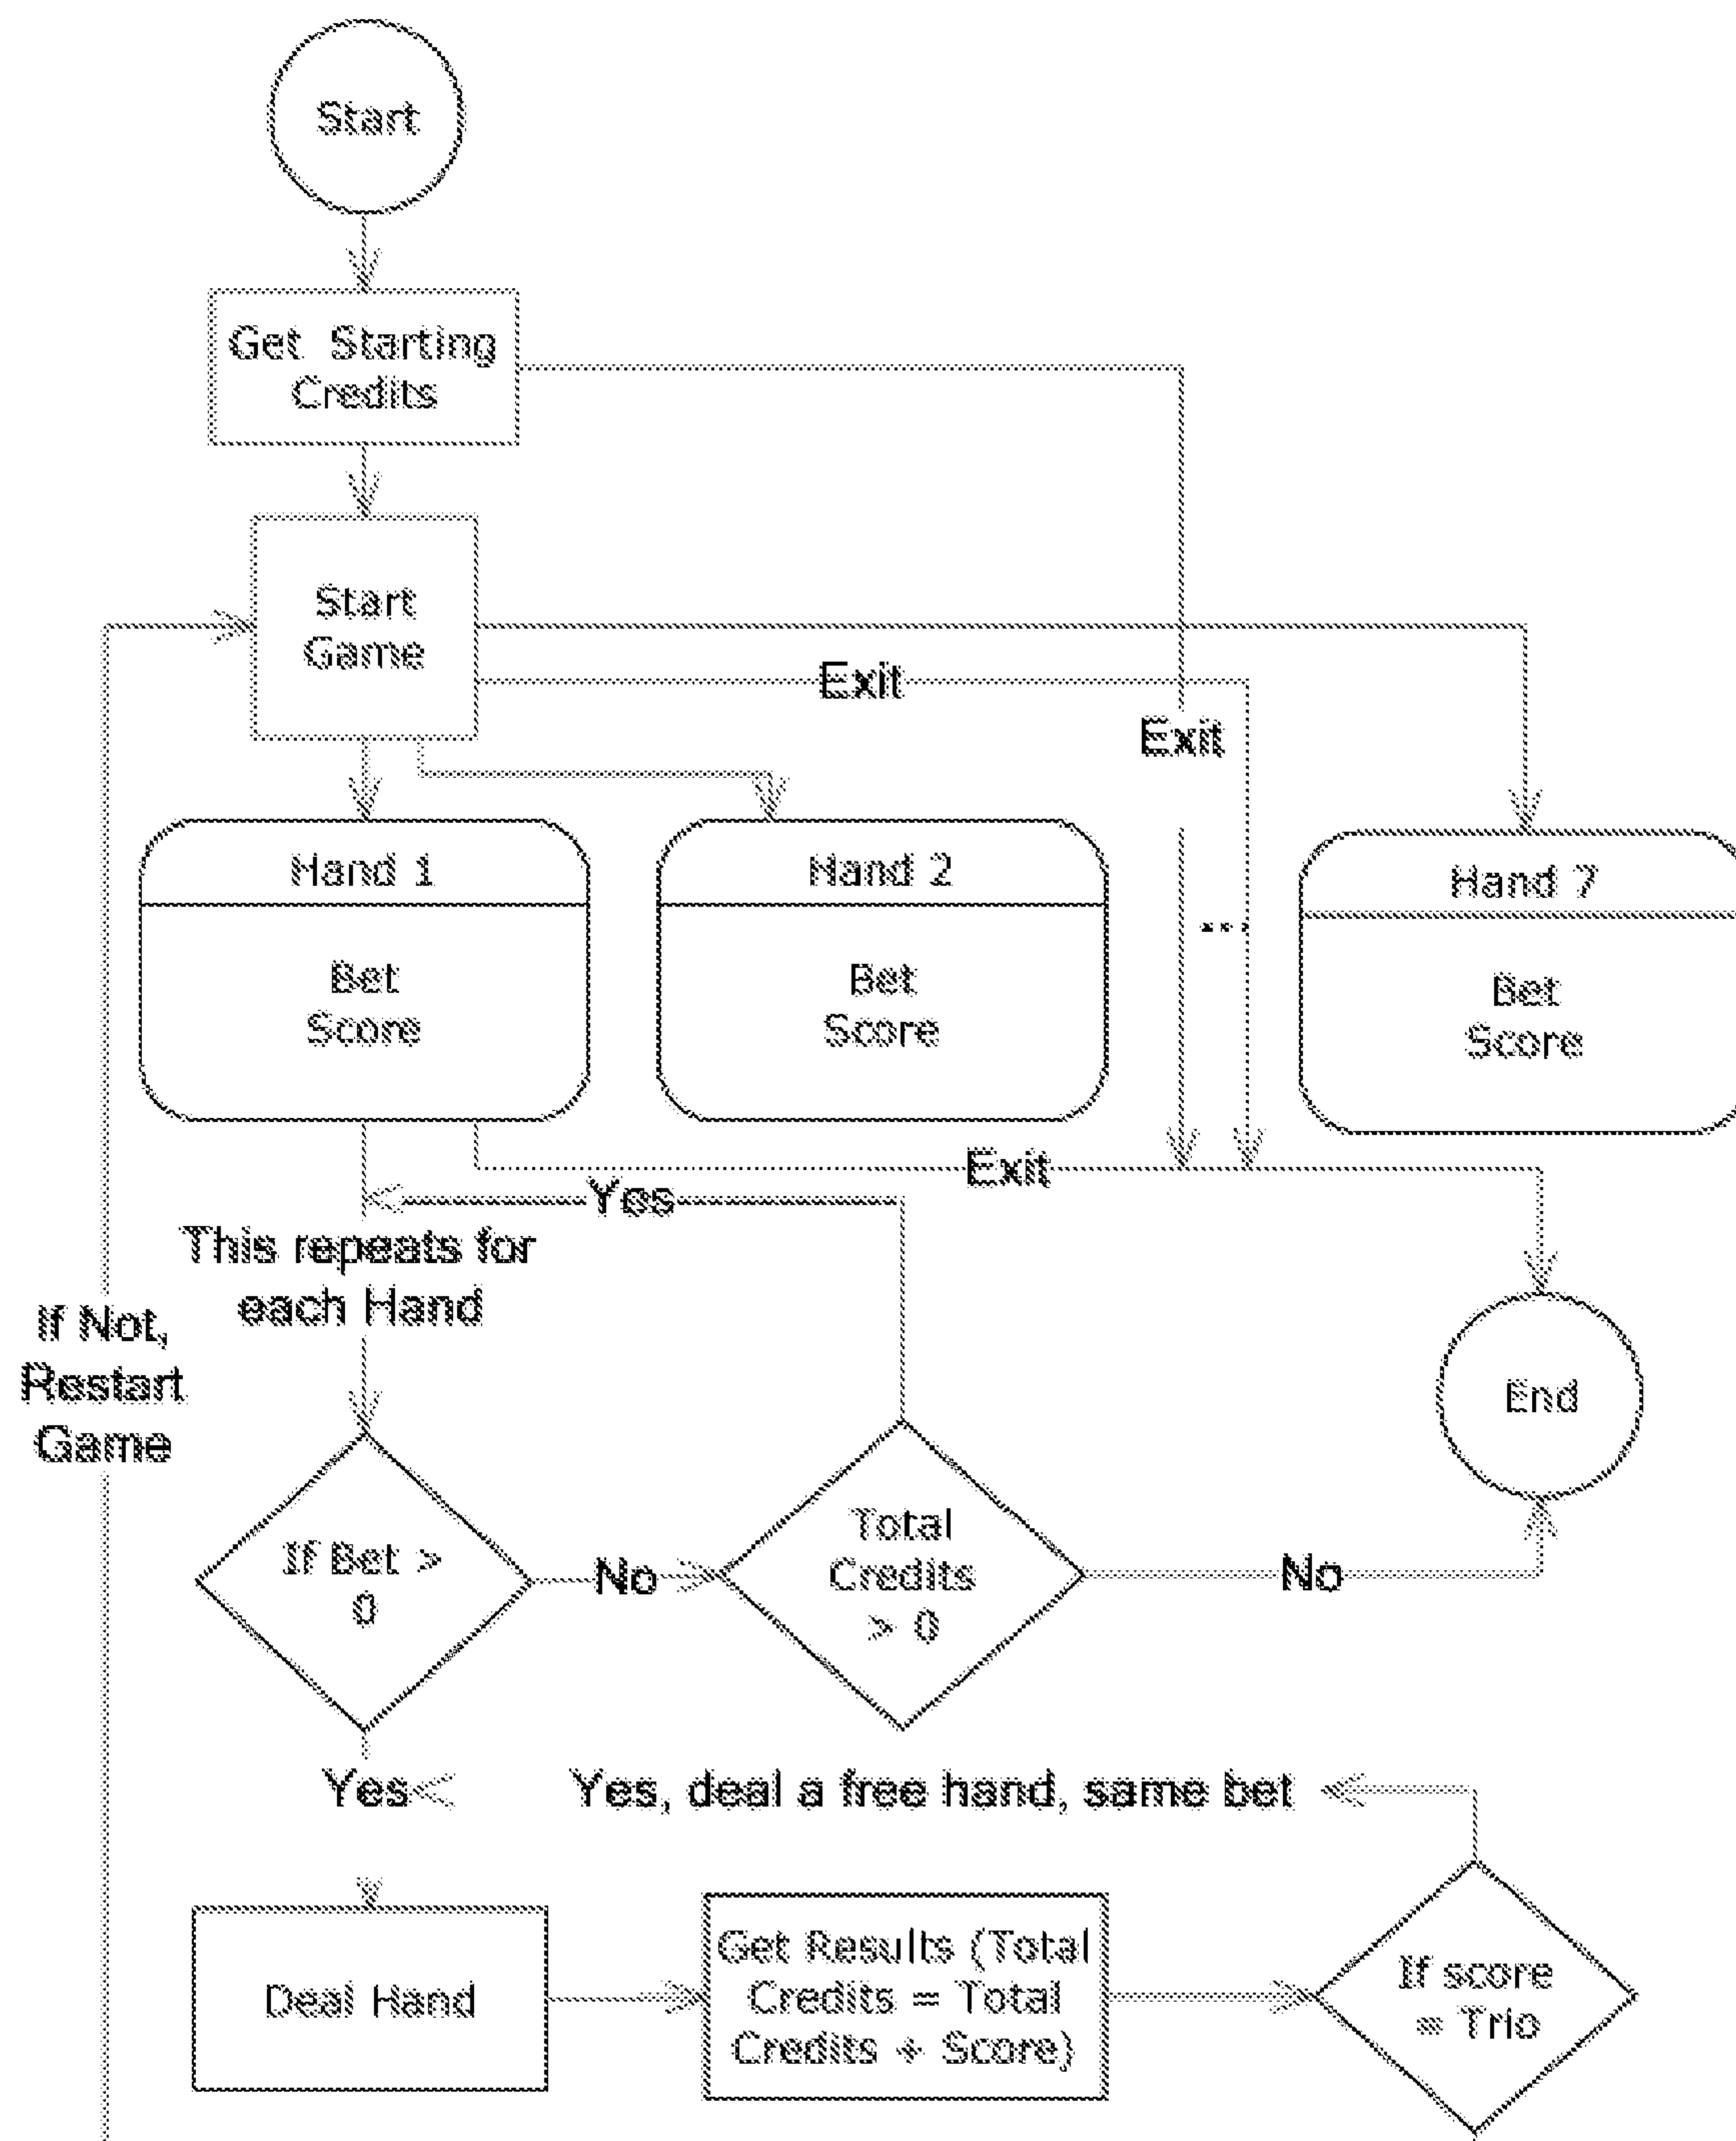 Start
Get Starting
Credits
Start
Game
Exit
Exit
Hand 1
Bet
Score
Hand 2
Bet
Score
...
Hand 7
Bet
Score
Exit
Yes
This repeats for
each Hand
If Not,
Restart
Game
End
If Bet >
0
No
Total
Credits
> 0
No
Yes
Yes, deal a free hand, same bet
Deal Hand
Get Results (Total
Credits = Total
Credits + Score)
If score
= Trio